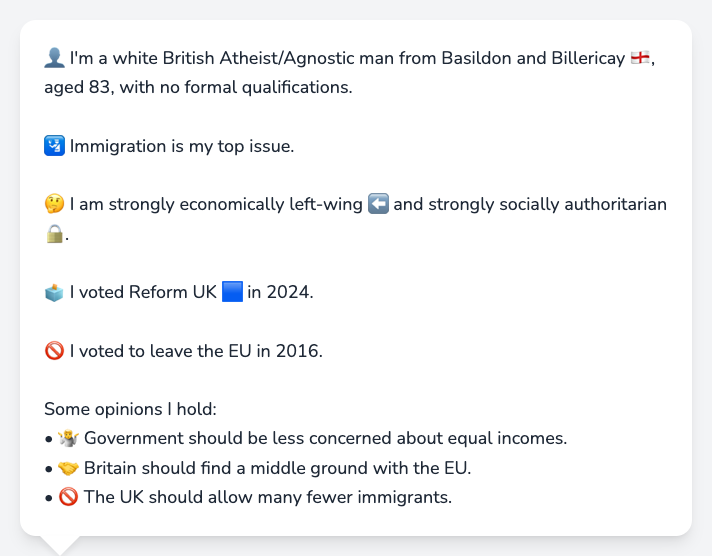 👤 I'm a white British Atheist/Agnostic man from Basildon and Billericay 🏴󠁧󠁢󠁥󠁮󠁧󠁿,
aged 83, with no formal qualifications.
🛂 Immigration is my top issue.
🤔 I am strongly economically left-wing ⬅️ and strongly socially authoritarian
🔒.
🗳️ I voted Reform UK 🟦 in 2024.
🚫 I voted to leave the EU in 2016.
Some opinions I hold:
• 🤷 Government should be less concerned about equal incomes.
• 🤝 Britain should find a middle ground with the EU.
• 🚫 The UK should allow many fewer immigrants.